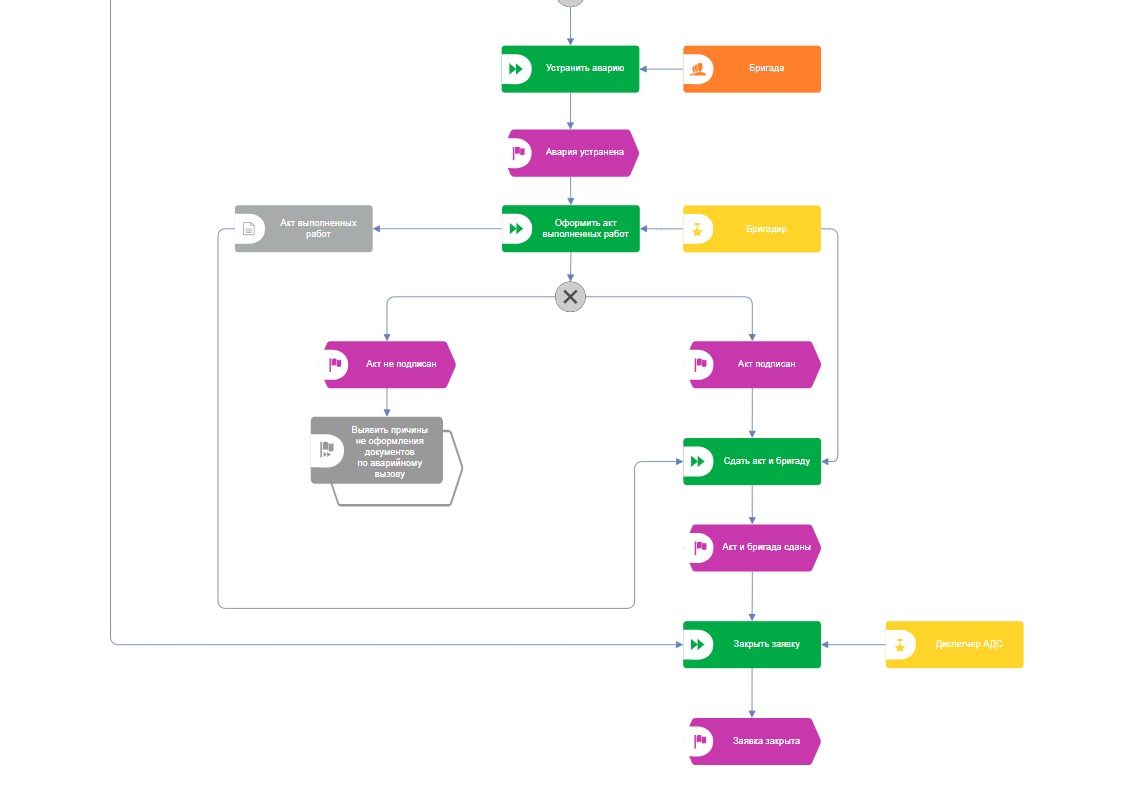 Устранить аварию
Бригада
Авария устранена
Акт выполненных
работ
Оформить акт
выполненных работ
Бригадир
Акт не подписан
Акт подписан
Выявить причины
не оформления
документов
по аварийному
вызову
Сдать акт и бригаду
Акт и бригада сданы
Закрыть заявку
Диспетчер АДС
Заявка закрыта